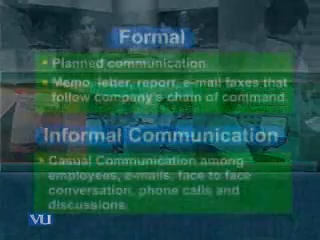 Formal
Planned communication
Memo, letter, report, e-mail faxes that
follow company's chain of command
Informal Communication
Casual Communication among
employees, e-mails, face to face
conversation, phone calls and
discussions.
VU